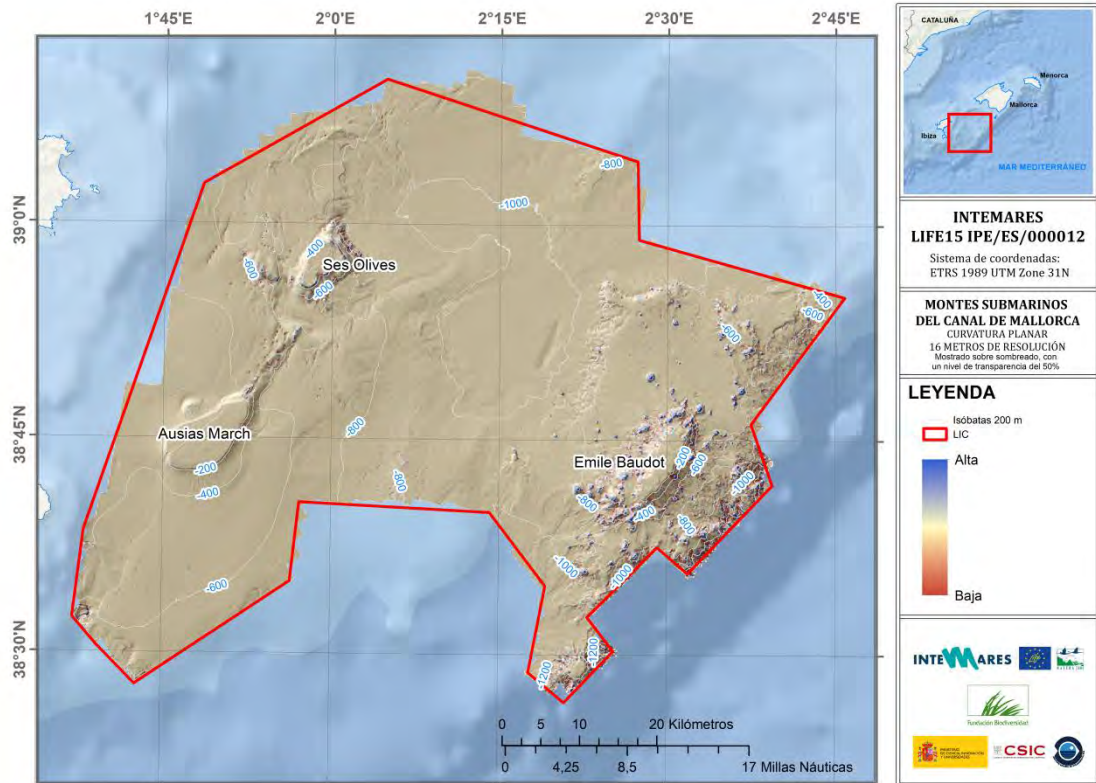 1°45'E
2°0'E
2°15'E
2°30'E
2°45'E
39°0'N
38°45'N
38°30'N
-800
-1000
-400
-600
Ses Olives
-600
-400
-600
-600
-800
Ausias March
-200
-400
-800
Emile Baudot
-200
-600
-1000
-800
-400
-800
-1000
-1000
-600
-1200
-1200
0 5 10 20 Kilómetros
0 4,25 8,5 17 Millas Náuticas
CATALUÑA
Menorca
Mallorca
Ibiza
MAR MEDITERRÁNEO
INTEMARES
LIFE15 IPE/ES/000012
Sistema de coordenadas:
ETRS 1989 UTM Zone 31N
MONTES SUBMARINOS
DEL CANAL DE MALLORCA
CURVATURA PLANAR
16 METROS DE RESOLUCIÓN
Mostrado sobre sombreado, con
un nivel de transparencia del 50%
LEYENDA
Isóbatas 200 m
LIC
Alta
Baja
INTEMARES
Fundación Biodiversidad
CSIC